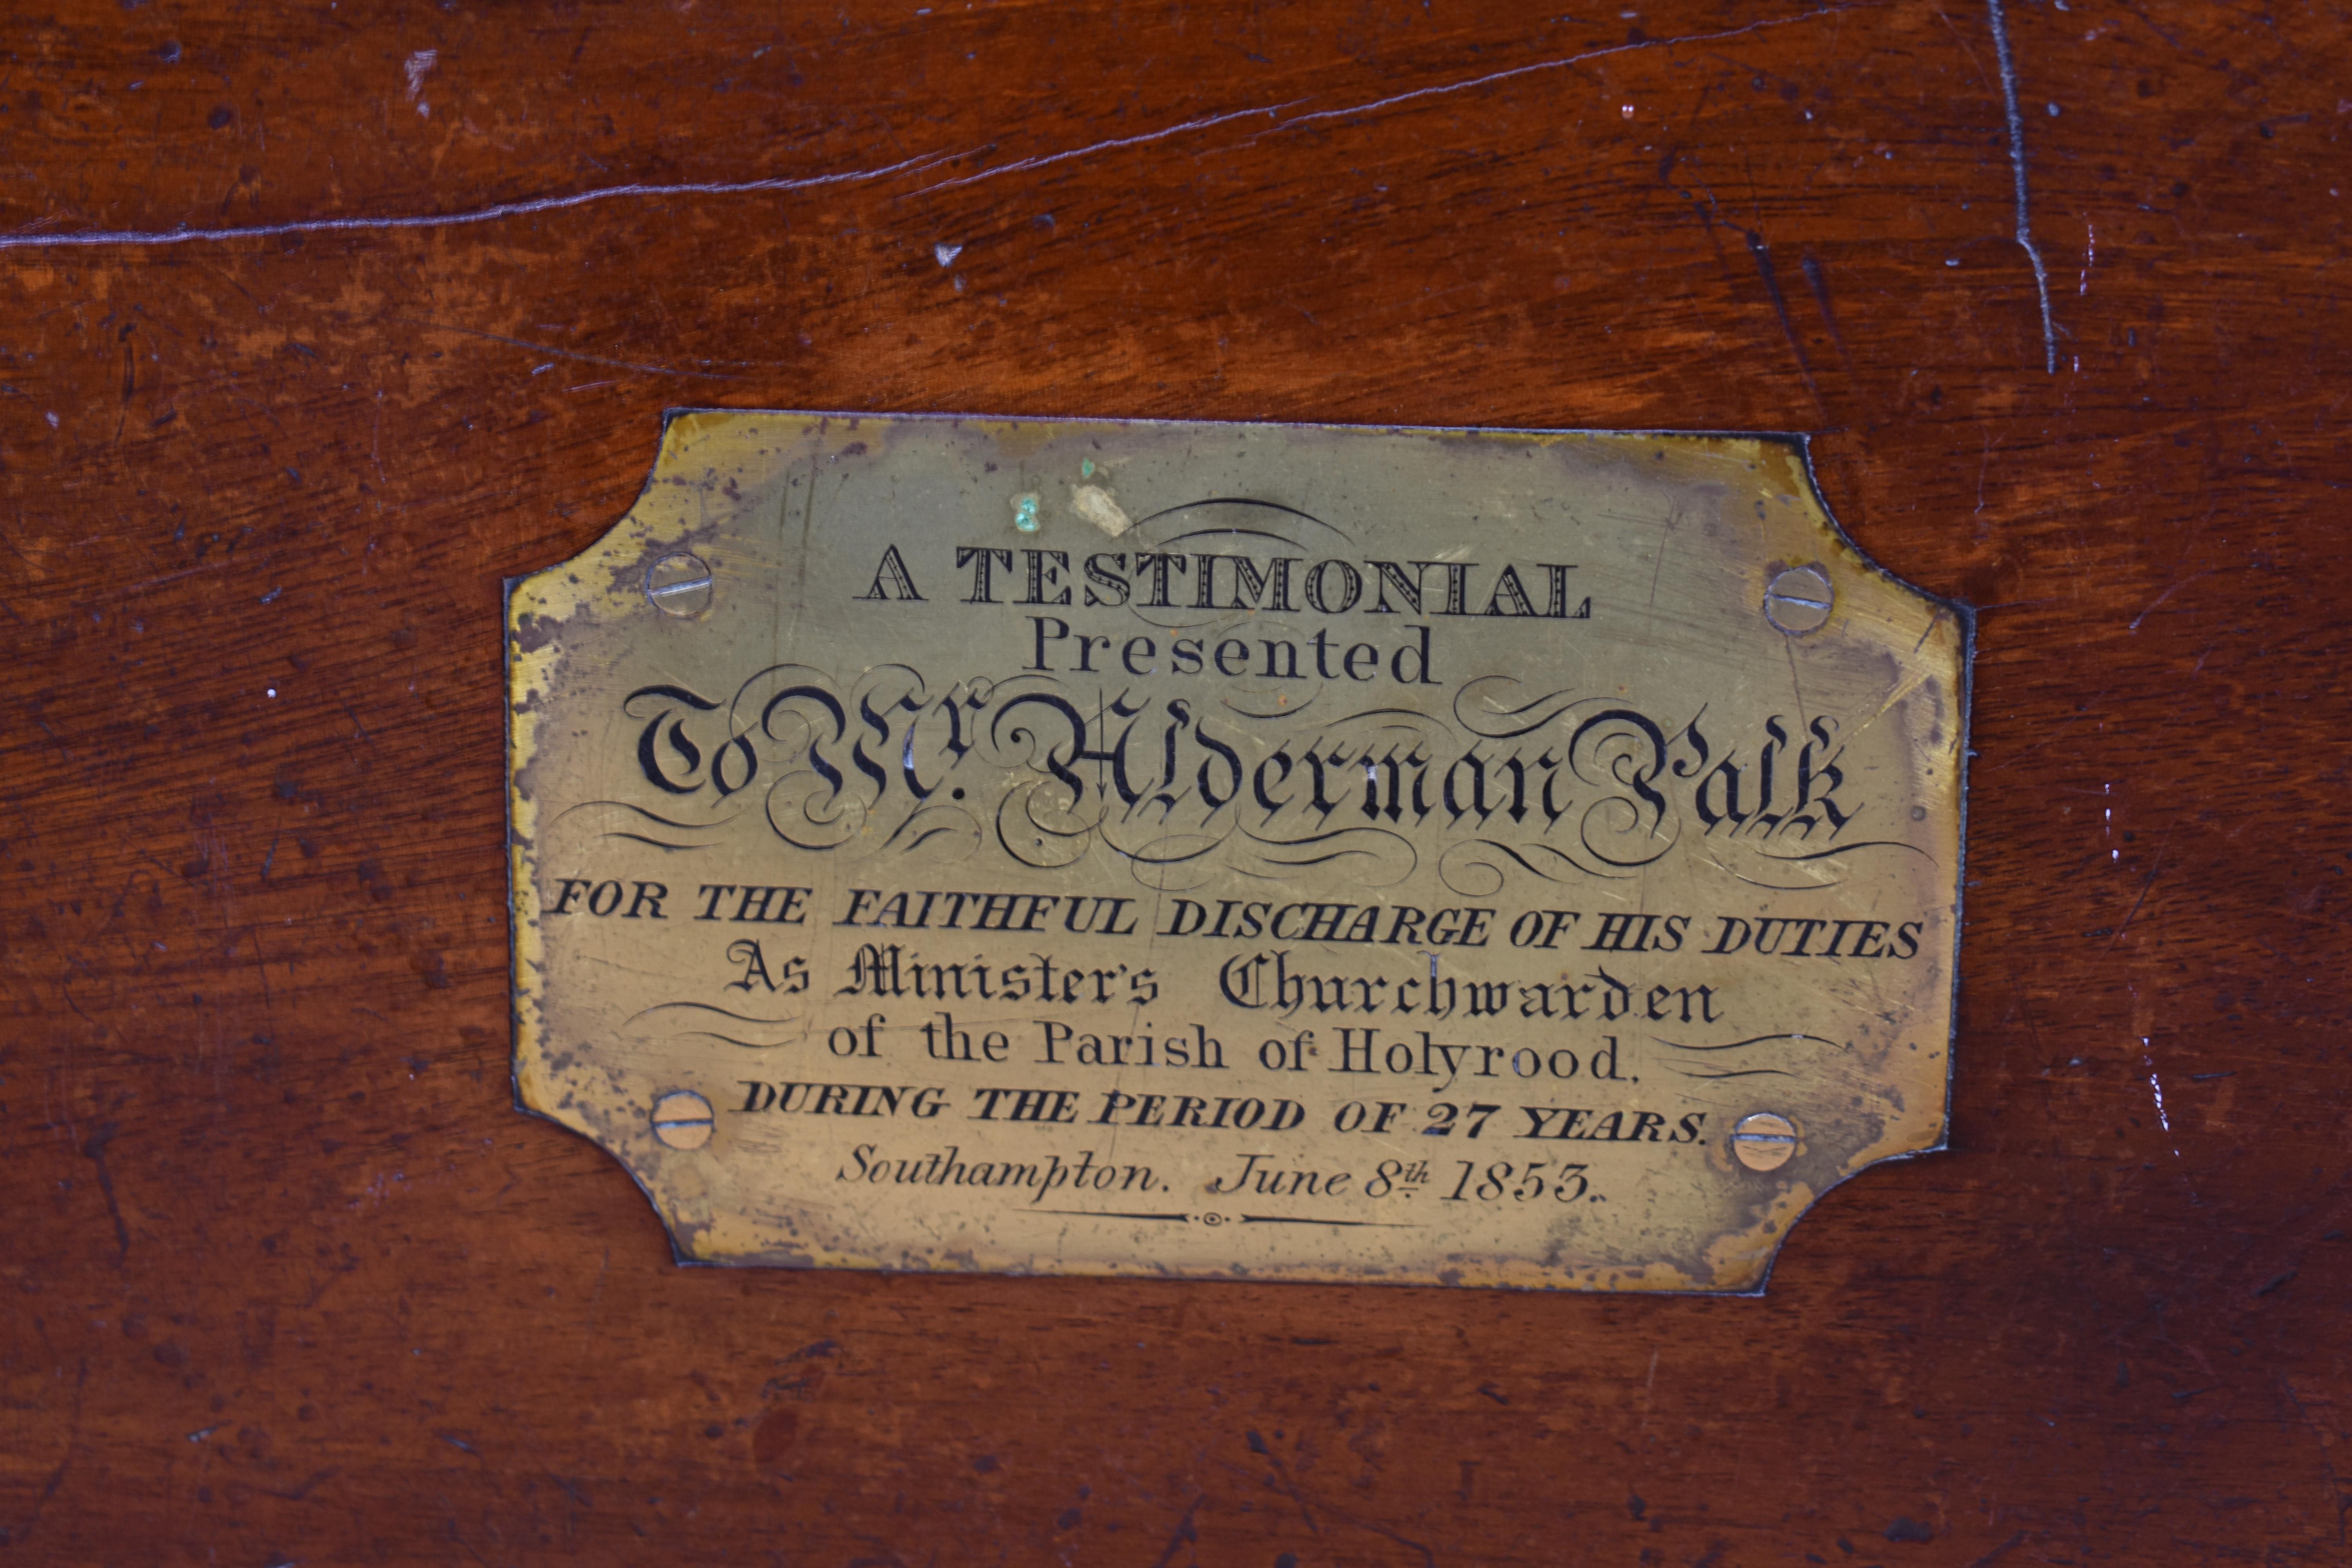 A TESTIMONIAL
Presented
To Mr. Alderman Palk
FOR THE FAITHFUL DISCHARGE OF HIS DUTIES
As Minister's Churchwarden
of the Parish of Holyrood.
DURING THE PERIOD OF 27 YEARS.
Southampton. June 8th 1853.